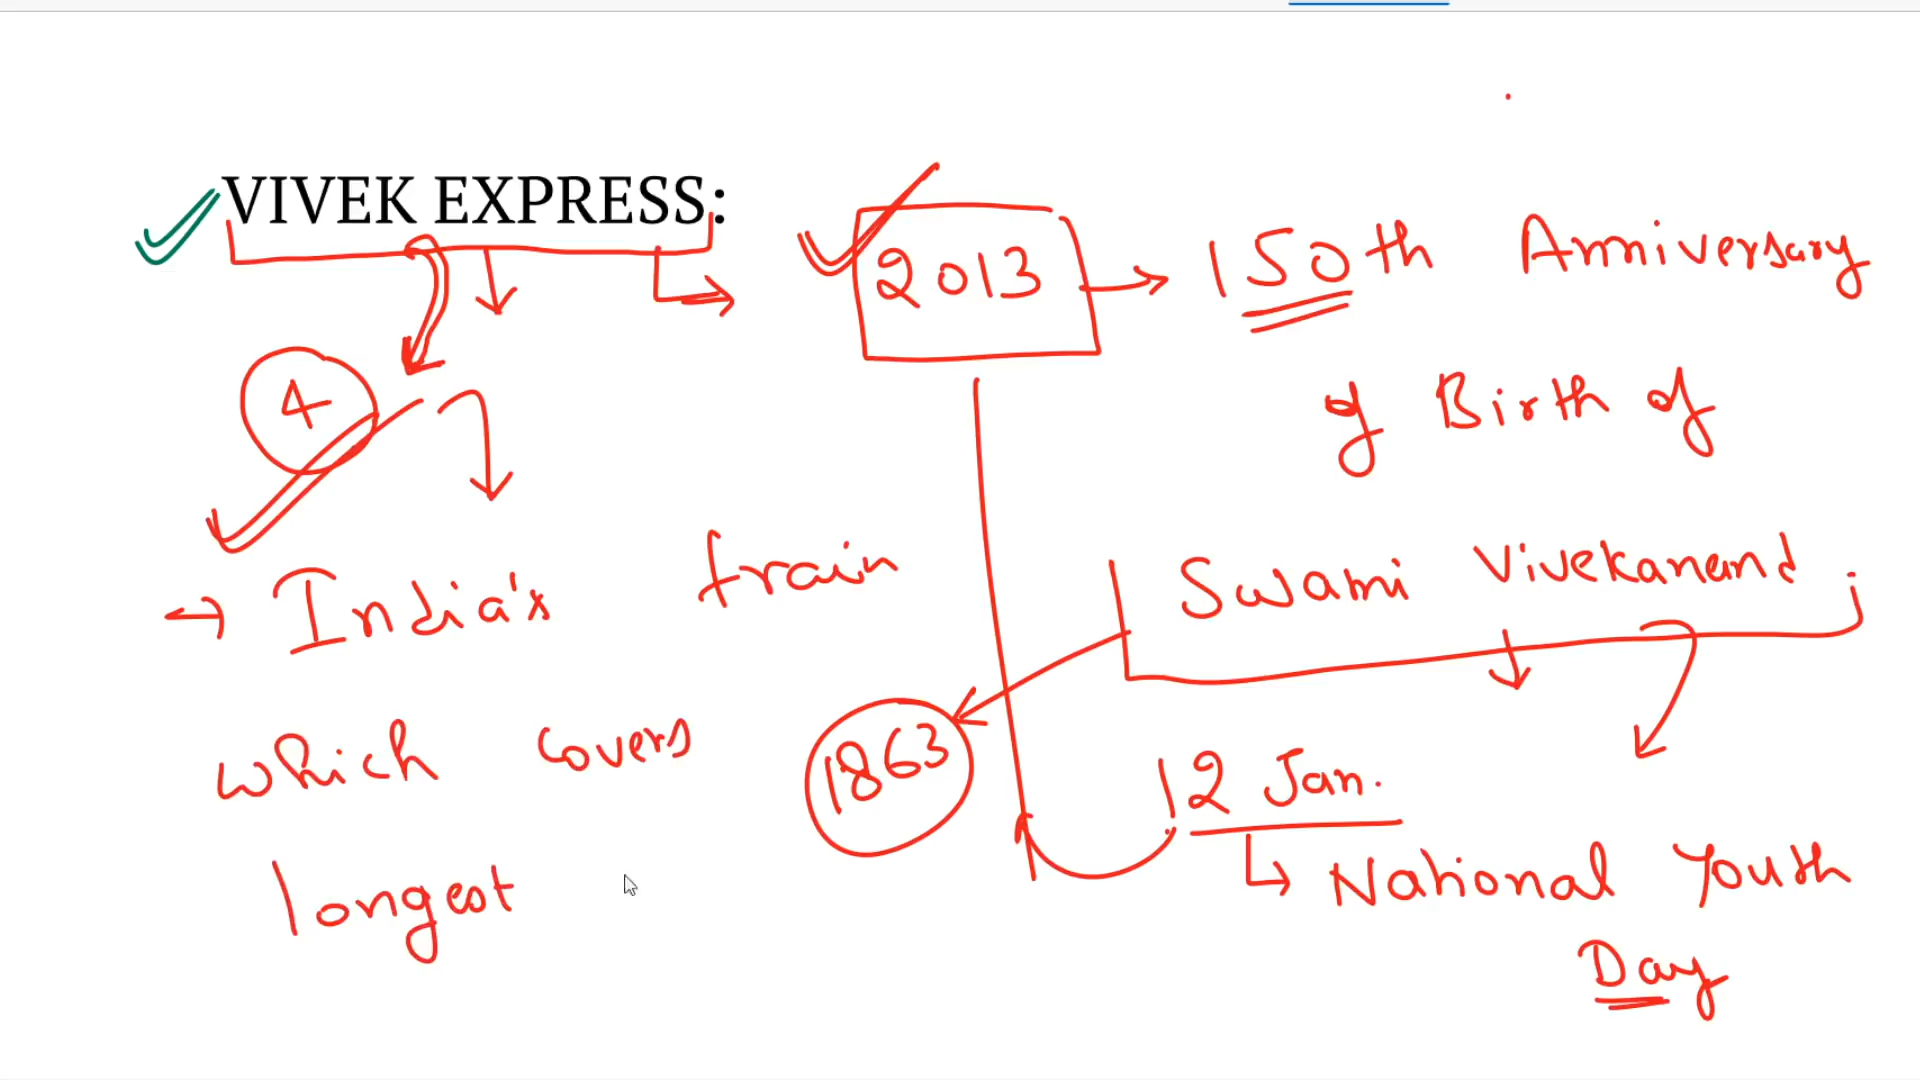 VIVEK EXPRESS:
2013
150th Anniversary
of Birth of
Swami Vivekanand
12 Jan.
National Youth
Day
1863
4
India's train
which covers
longest